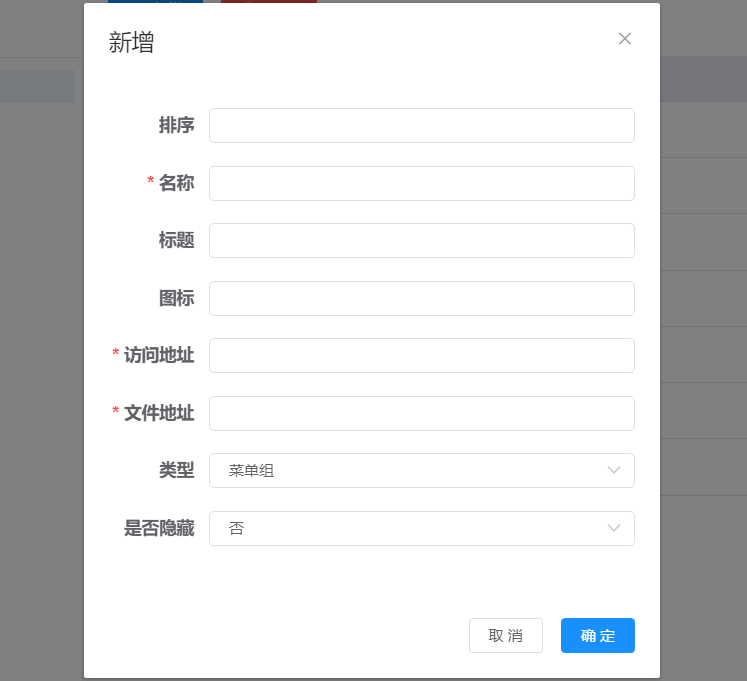 新增
排序
* 名称
标题
图标
* 访问地址
* 文件地址
类型 菜单组
是否隐藏 否
取 消 确 定